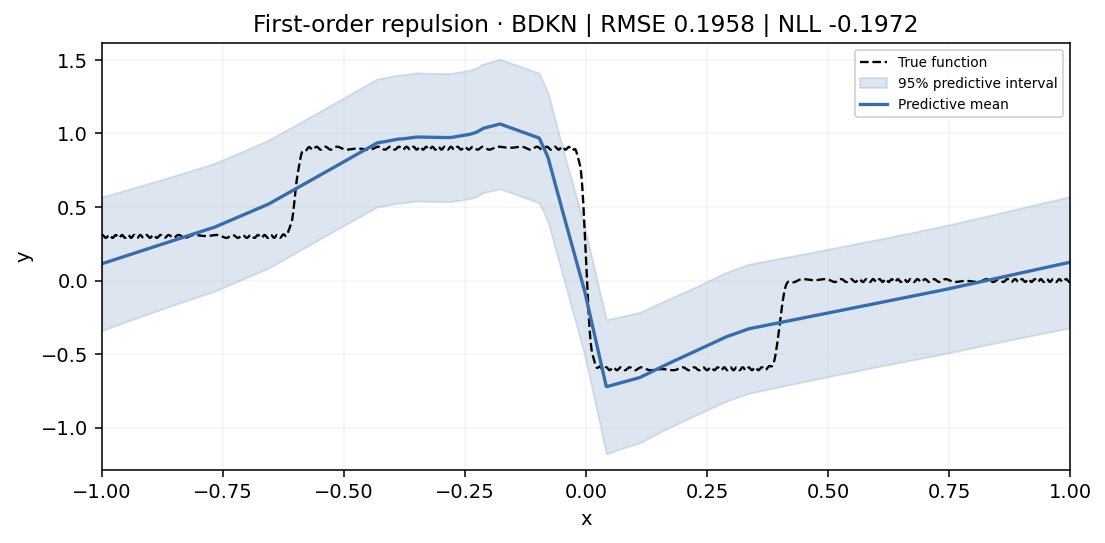 First-order repulsion · BDKN | RMSE 0.1958 | NLL -0.1972
True function
95% predictive interval
Predictive mean
1.5
1.0
0.5
0.0
−0.5
−1.0
y
−1.00 −0.75 −0.50 −0.25 0.00 0.25 0.50 0.75 1.00
x